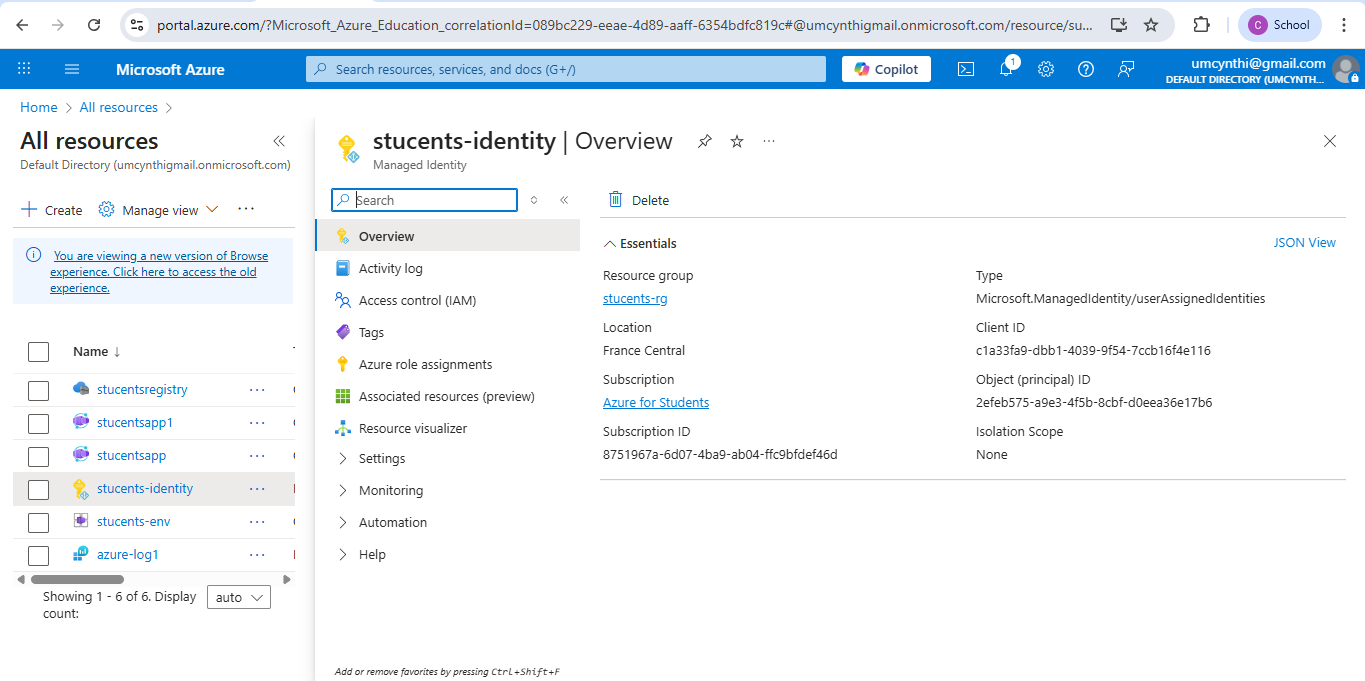 portal.azure.com/?Microsoft_Azure_Education_correlationId=089bc229-eeae-4d89-aaff-6354bdfc819c#@umcynthigmail.onmicrosoft.com/resource/su...
C School
Microsoft Azure
Search resources, services, and docs (G+/)
Copilot
1
umcynthi@gmail.com
DEFAULT DIRECTORY (UMCYNTH...
Home > All resources >
All resources
Default Directory (umcynthigmail.onmicrosoft.com)
Create
Manage view
You are viewing a new version of Browse
experience. Click here to access the old
experience.
Name ↓
stucentsregistry
stucentsapp1
stucentsapp
stucents-identity
stucents-env
azure-log1
Showing 1 - 6 of 6. Display
count:
auto
stucents-identity | Overview
Managed Identity
Search
Overview
Activity log
Access control (IAM)
Tags
Azure role assignments
Associated resources (preview)
Resource visualizer
Settings
Monitoring
Automation
Help
Add or remove favorites by pressing Ctrl+Shift+F
Delete
Essentials
JSON View
Resource group
stucents-rg
Location
France Central
Subscription
Azure for Students
Subscription ID
8751967a-6d07-4ba9-ab04-ffc9bfdef46d
Type
Microsoft.ManagedIdentity/userAssignedIdentities
Client ID
c1a33fa9-dbb1-4039-9f54-7ccb16f4e116
Object (principal) ID
2efeb575-a9e3-4f5b-8cbf-d0eea36e17b6
Isolation Scope
None